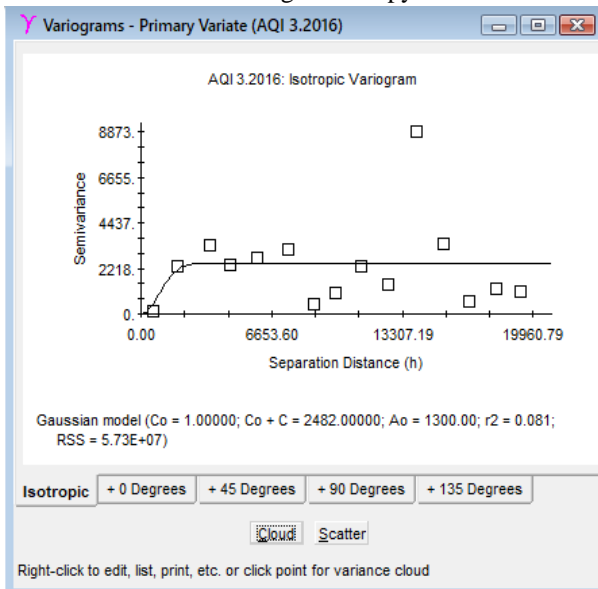 Variograms - Primary Variate (AQI 3.2016)
AQI 3.2016: Isotropic Variogram
8873.
6655.
4437.
2218.
0.
Semivariance
0.00 6653.60 13307.19 19960.79
Separation Distance (h)
Gaussian model (Co = 1.00000; Co + C = 2482.00000; Ao = 1300.00; r2 = 0.081;
RSS = 5.73E+07)
Isotropic + 0 Degrees + 45 Degrees + 90 Degrees + 135 Degrees
Cloud Scatter
Right-click to edit, list, print, etc. or click point for variance cloud